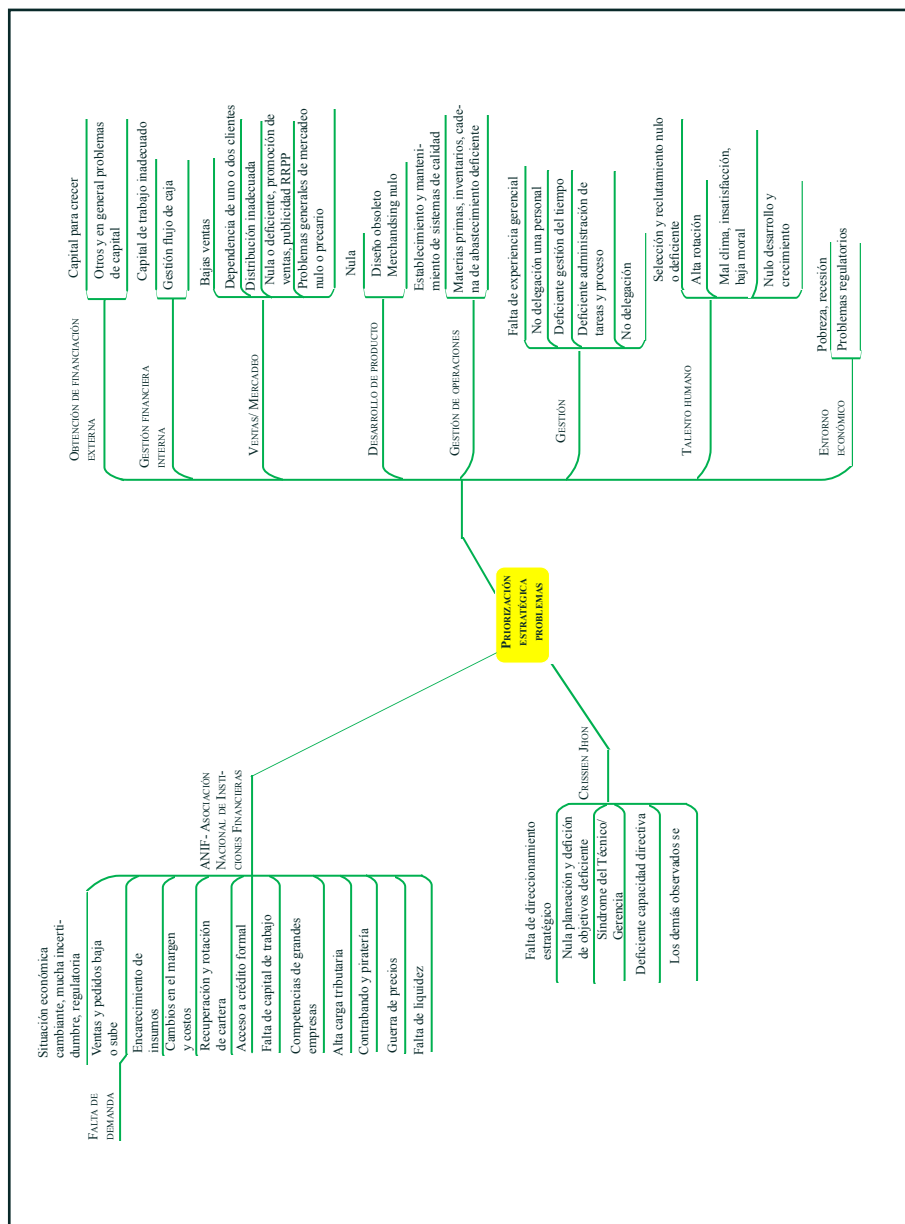 PRIORIZACIÓN
ESTRATÉGICA
PROBLEMAS
OBTENCIÓN DE FINANCIACIÓN
EXTERNA
Capital para crecer
Otros y en general problemas
de capital
GESTIÓN FINANCIERA
INTERNA
Capital de trabajo inadecuado
Gestión flujo de caja
VENTAS/ MERCADEO
Bajas ventas
Dependencia de uno o dos clientes
Distribución inadecuada
Nula o deficiente, promoción de
ventas, publicidad RRPP
Problemas generales de mercadeo
nulo o precario
DESARROLLO DE PRODUCTO
Nula
Diseño obsoleto
Merchandsing nulo
GESTIÓN DE OPERACIONES
Establecimiento y manteni-
miento de sistemas de calidad
Materias primas, inventarios, cade-
na de abastecimiento deficiente
GESTIÓN
Falta de experiencia gerencial
No delegación una personal
Deficiente gestión del tiempo
Deficiente administración de
tareas y proceso
No delegación
TALENTO HUMANO
Selección y reclutamiento nulo
o deficiente
Alta rotación
Mal clima, insatisfacción,
baja moral
Nulo desarrollo y
crecimiento
ENTORNO
ECONÓMICO
Pobreza, recesión
Problemas regulatorios
ANIF- ASOCIACIÓN
NACIONAL DE INSTI-
CIONES FINANCIERAS
Situación económica
cambiante, mucha incerti-
dumbre, regulatoria
Ventas y pedidos baja
o sube
FALTA DE
DEMANDA
Encarecimiento de
insumos
Cambios en el margen
y costos
Recuperación y rotación
de cartera
Acceso a crédito formal
Falta de capital de trabajo
Competencias de grandes
empresas
Alta carga tributaria
Contrabando y piratería
Guerra de precios
Falta de liquidez
CRISSIEN JHON
Falta de direccionamiento
estratégico
Nula planeación y defición
de objetivos deficiente
Síndrome del Técnico/
Gerencia
Deficiente capacidad directiva
Los demás observados se